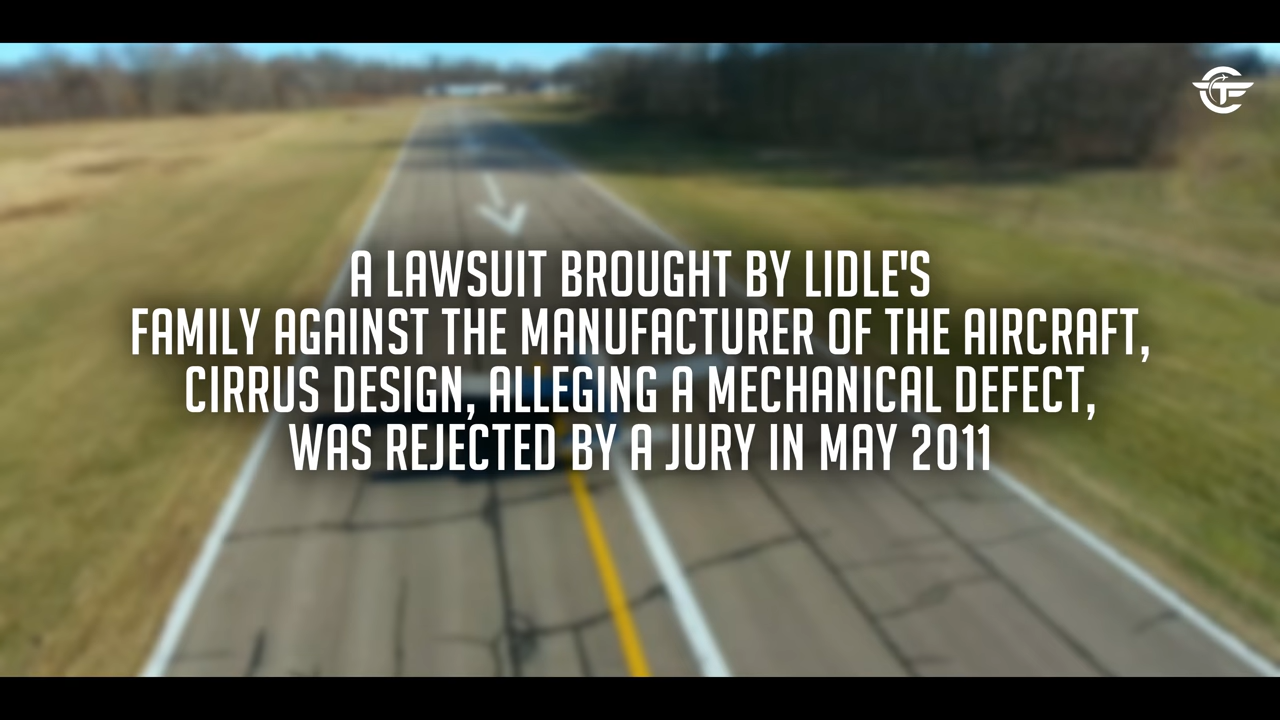 A LAWSUIT BROUGHT BY LIDLE'S
FAMILY AGAINST THE MANUFACTURER OF THE AIRCRAFT,
CIRRUS DESIGN, ALLEGING A MECHANICAL DEFECT,
WAS REJECTED BY A JURY IN MAY 2011